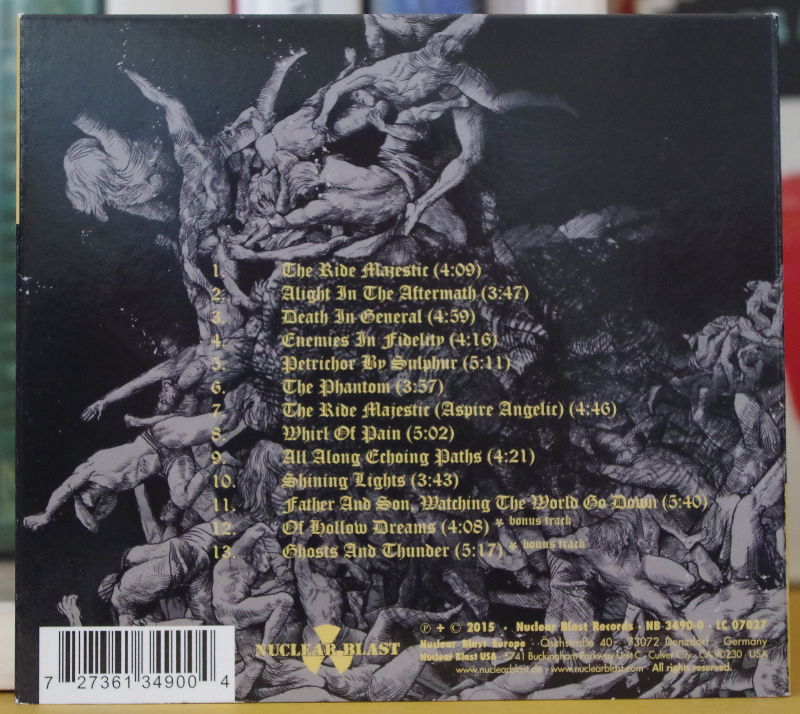 1. The Ride Majestic (4:09)
2. Alight In The Aftermath (3:47)
3. Death In General (4:59)
4. Enemies In Fidelity (4:16)
5. Petrichor By Sulphur (5:11)
6. The Phantom (3:57)
7. The Ride Majestic (Aspire Angelic) (4:46)
8. Whirl Of Pain (5:02)
9. All Along Echoing Paths (4:21)
10. Shining Lights (3:43)
11. Father And Son, Watching The World Go Down (5:40)
12. Of Hollow Dreams (4:08) * bonus track
13. Ghosts And Thunder (5:17) * bonus track
℗ + © 2015 · Nuclear Blast Records · NB 3490-0 · LC 07027
Nuclear Blast Europe · Oeschstraße 40 · 73072 Donzdorf · Germany
Nuclear Blast USA · 5741 Buckingham Parkway Unit C · Culver City · CA 90230 · USA
www.nuclearblast.de · www.nuclearblast.com · All rights reserved.
NUCLEAR BLAST
7 27361 34900 4